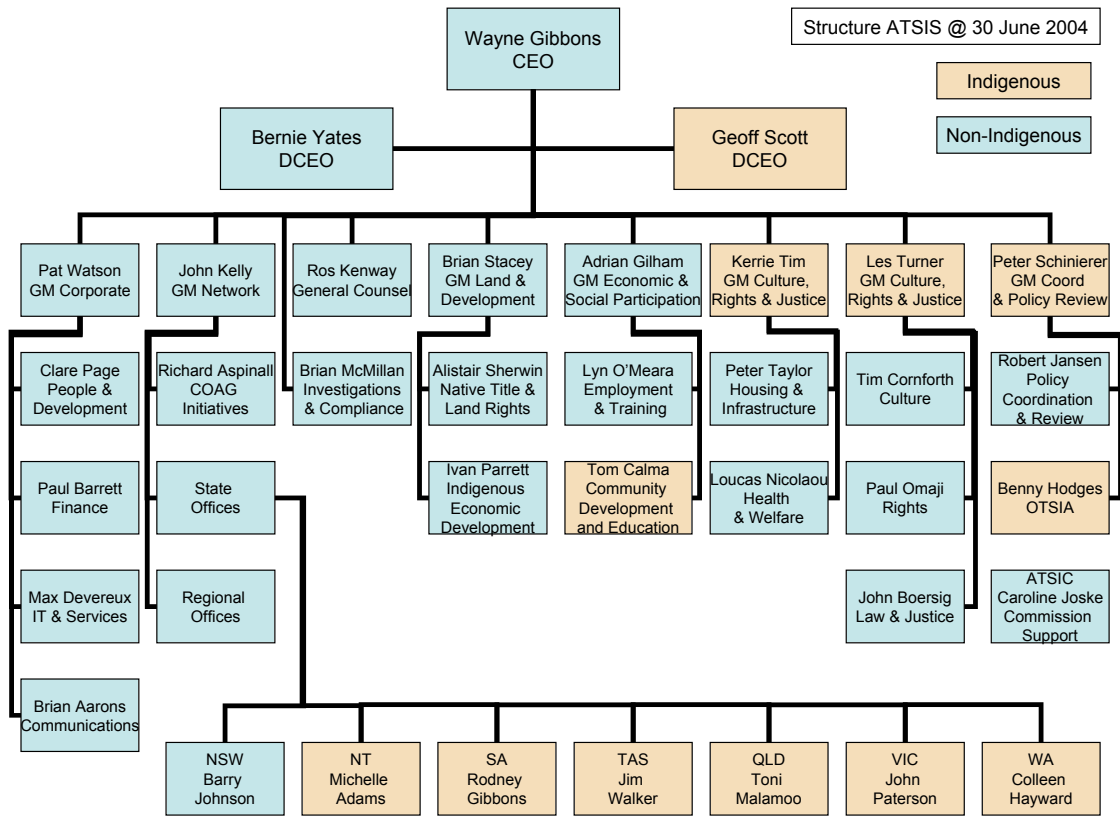 Structure ATSIS @ 30 June 2004
Wayne Gibbons
CEO
Indigenous
Non-Indigenous
Bernie Yates
DCEO
Geoff Scott
DCEO
Pat Watson
GM Corporate
John Kelly
GM Network
Ros Kenway
General Counsel
Brian Stacey
GM Land &
Development
Adrian Gilham
GM Economic &
Social Participation
Kerrie Tim
GM Culture,
Rights & Justice
Les Turner
GM Culture,
Rights & Justice
Peter Schinierer
GM Coord
& Policy Review
Clare Page
People &
Development
Richard Aspinall
COAG
Initiatives
Brian McMillan
Investigations
& Compliance
Alistair Sherwin
Native Title &
Land Rights
Lyn O’Meara
Employment
& Training
Peter Taylor
Housing &
Infrastructure
Tim Cornforth
Culture
Robert Jansen
Policy
Coordination
& Review
Paul Barrett
Finance
State
Offices
Ivan Parrett
Indigenous
Economic
Development
Tom Calma
Community
Development
and Education
Loucas Nicolaou
Health
& Welfare
Paul Omaji
Rights
Benny Hodges
OTSIA
Max Devereux
IT & Services
Regional
Offices
John Boersig
Law & Justice
ATSIC
Caroline Joske
Commission
Support
Brian Aarons
Communications
NSW
Barry
Johnson
NT
Michelle
Adams
SA
Rodney
Gibbons
TAS
Jim
Walker
QLD
Toni
Malamoo
VIC
John
Paterson
WA
Colleen
Hayward